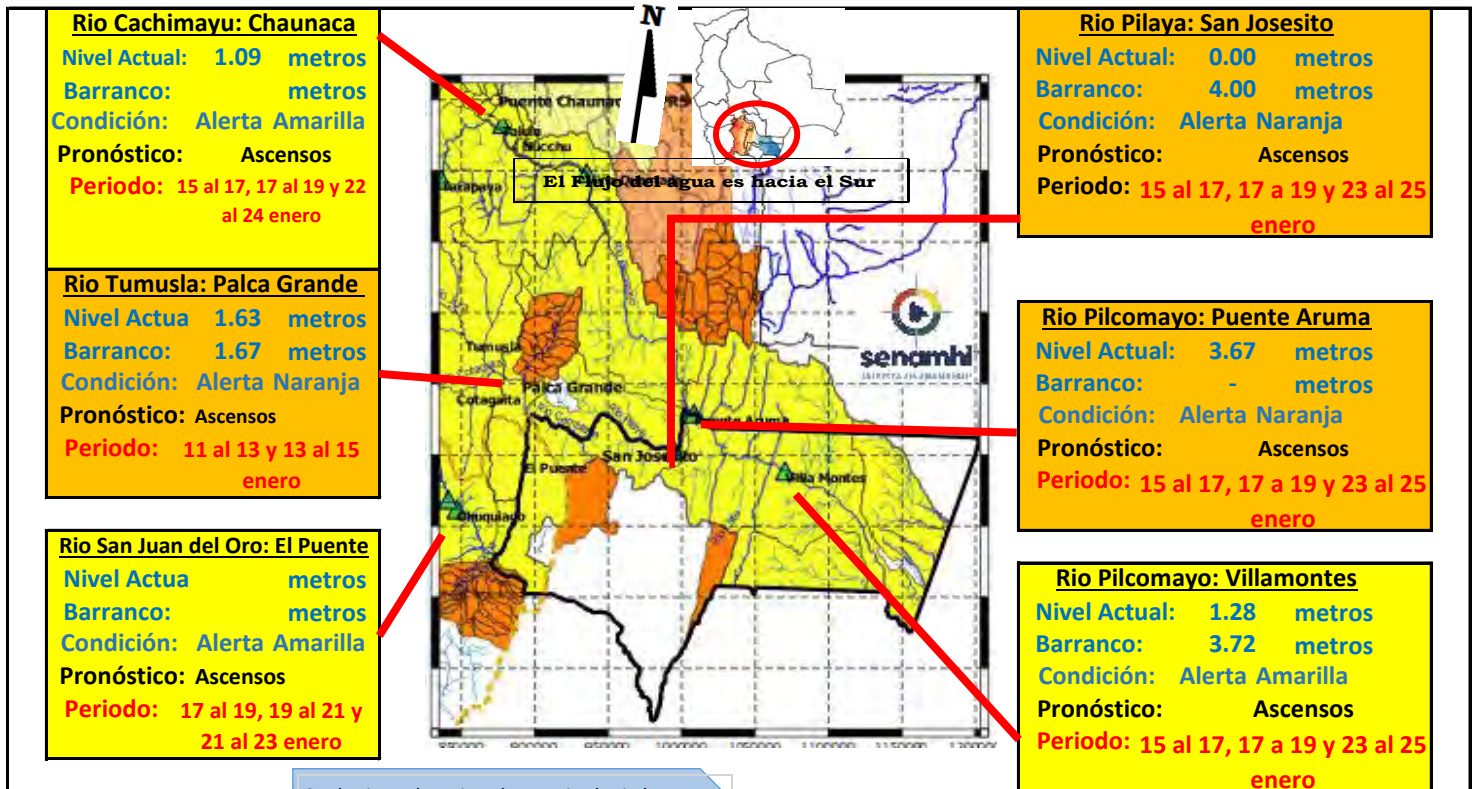 Rio Cachimayu: Chaunaca
Nivel Actual: 1.09 metros
Barranco: metros
Condición: Alerta Amarilla
Pronóstico: Ascensos
Periodo: 15 al 17, 17 al 19 y 22
al 24 enero
Rio Tumusla: Palca Grande
Nivel Actua 1.63 metros
Barranco: 1.67 metros
Condición: Alerta Naranja
Pronóstico: Ascensos
Periodo: 11 al 13 y 13 al 15
enero
Rio San Juan del Oro: El Puente
Nivel Actua metros
Barranco: metros
Condición: Alerta Amarilla
Pronóstico: Ascensos
Periodo: 17 al 19, 19 al 21 y
21 al 23 enero
N
Puente Chaunac
El Flujo del agua es hacia el Sur
Tarapaya
senamhi
Tumusla
Palca Grande
Cotagaita
Puente Aruma
San Josesito
El Puente
Villa Montes
Chuquiago
Rio Pilaya: San Josesito
Nivel Actual: 0.00 metros
Barranco: 4.00 metros
Condición: Alerta Naranja
Pronóstico: Ascensos
Periodo: 15 al 17, 17 a 19 y 23 al 25
enero
Rio Pilcomayo: Puente Aruma
Nivel Actual: 3.67 metros
Barranco: - metros
Condición: Alerta Naranja
Pronóstico: Ascensos
Periodo: 15 al 17, 17 a 19 y 23 al 25
enero
Rio Pilcomayo: Villamontes
Nivel Actual: 1.28 metros
Barranco: 3.72 metros
Condición: Alerta Amarilla
Pronóstico: Ascensos
Periodo: 15 al 17, 17 a 19 y 23 al 25
enero